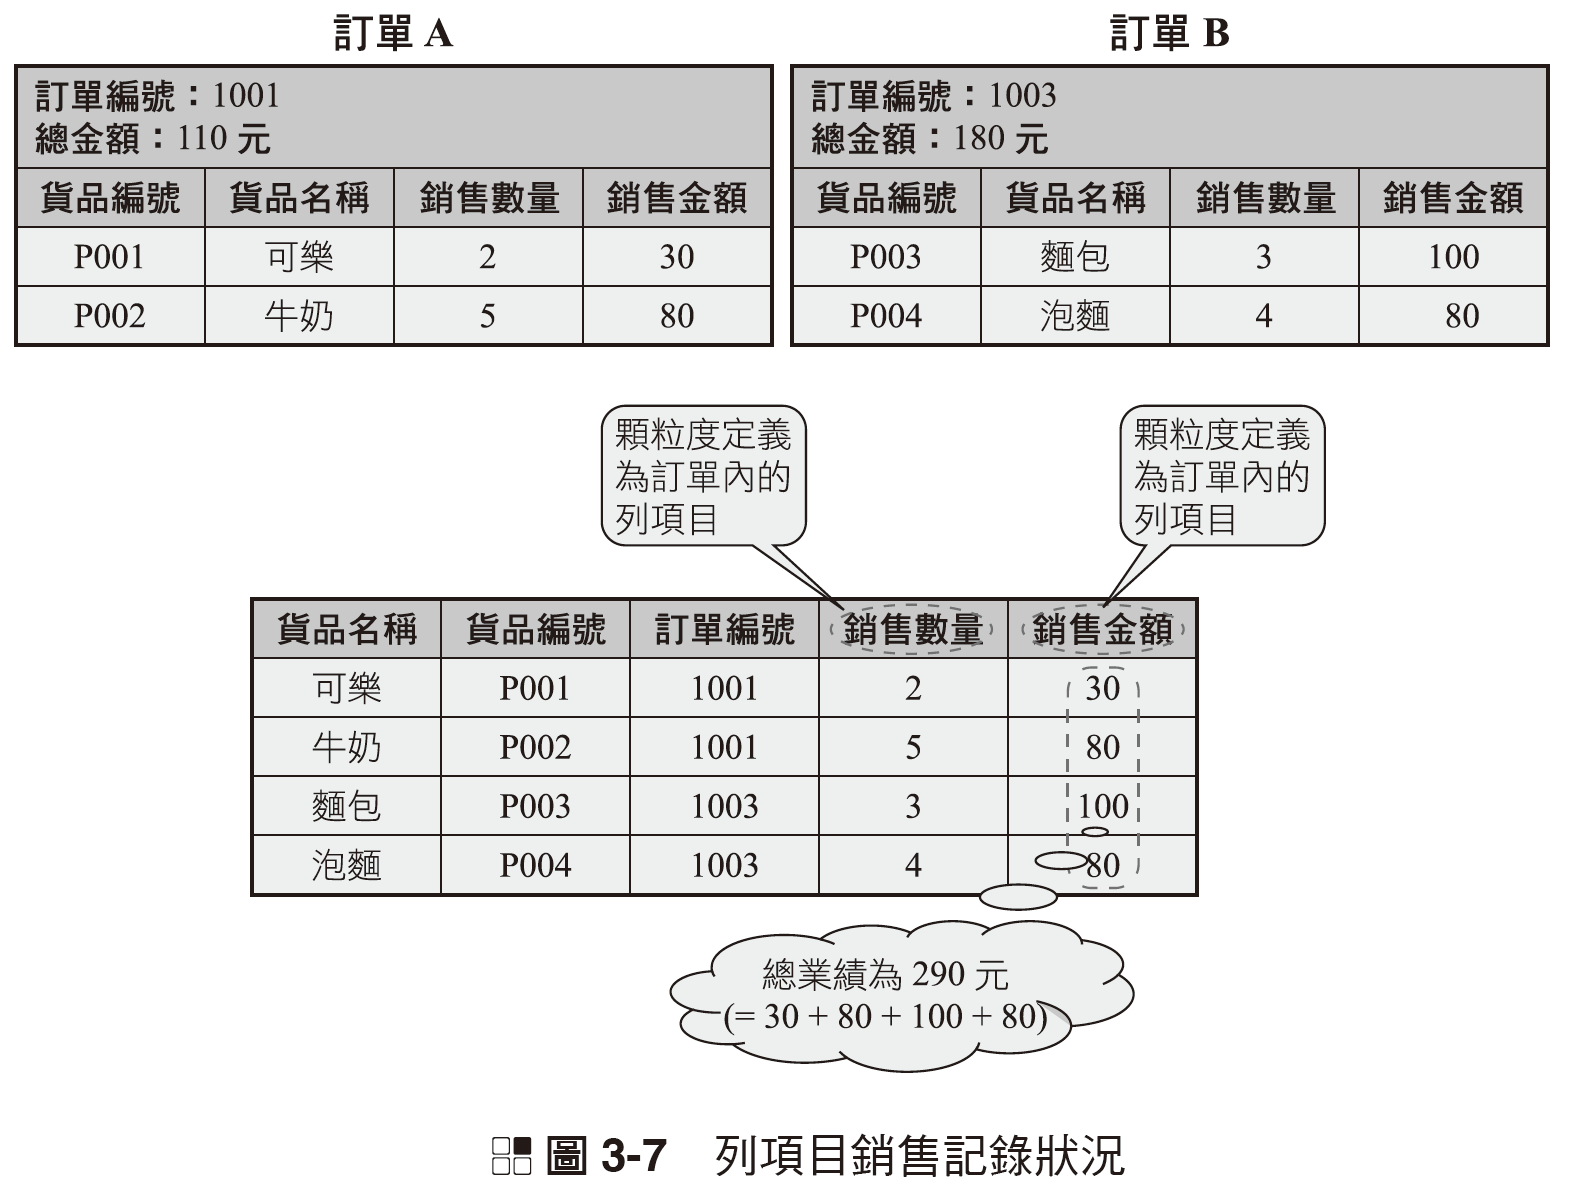 訂單 A
訂單編號：1001
總金額：110 元
貨品編號 貨品名稱 銷售數量 銷售金額
P001 可樂 2 30
P002 牛奶 5 80
訂單 B
訂單編號：1003
總金額：180 元
貨品編號 貨品名稱 銷售數量 銷售金額
P003 麵包 3 100
P004 泡麵 4 80
顆粒度定義
為訂單內的
列項目
顆粒度定義
為訂單內的
列項目
貨品名稱 貨品編號 訂單編號 銷售數量 銷售金額
可樂 P001 1001 2 30
牛奶 P002 1001 5 80
麵包 P003 1003 3 100
泡麵 P004 1003 4 80
總業績為 290 元
(= 30 + 80 + 100 + 80)
圖 3-7 列項目銷售記錄狀況